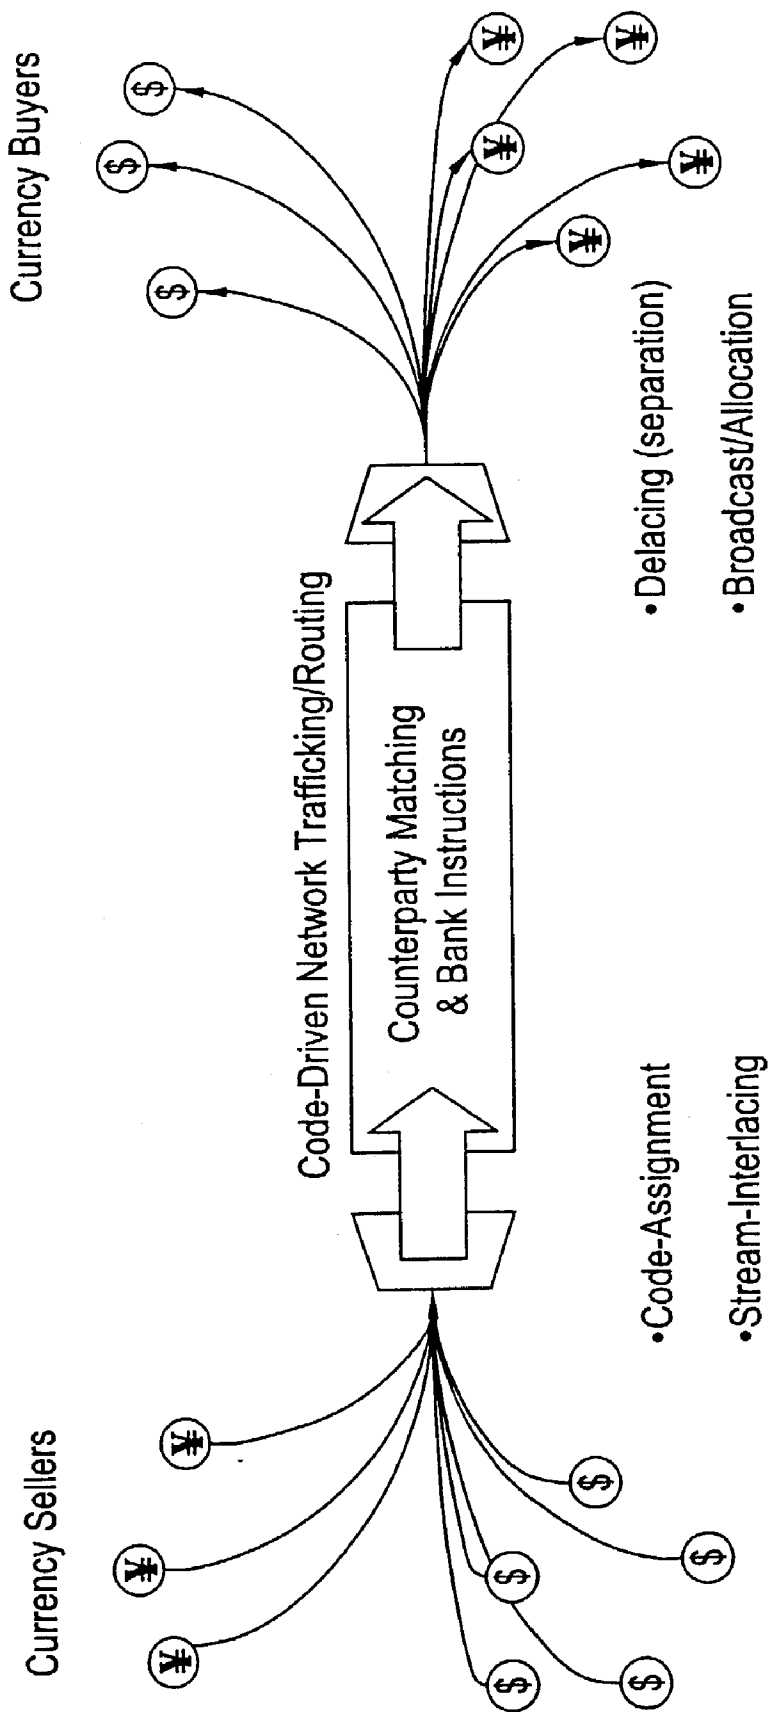 Currency Sellers
Currency Buyers
¥
¥
¥
$
$
$
$
$
Code-Driven Network Trafficking/Routing
Counterparty Matching
& Bank Instructions
$
$
$
¥
¥
¥
¥
¥
•Code-Assignment
•Stream-Interlacing
•Delacing (separation)
•Broadcast/Allocation